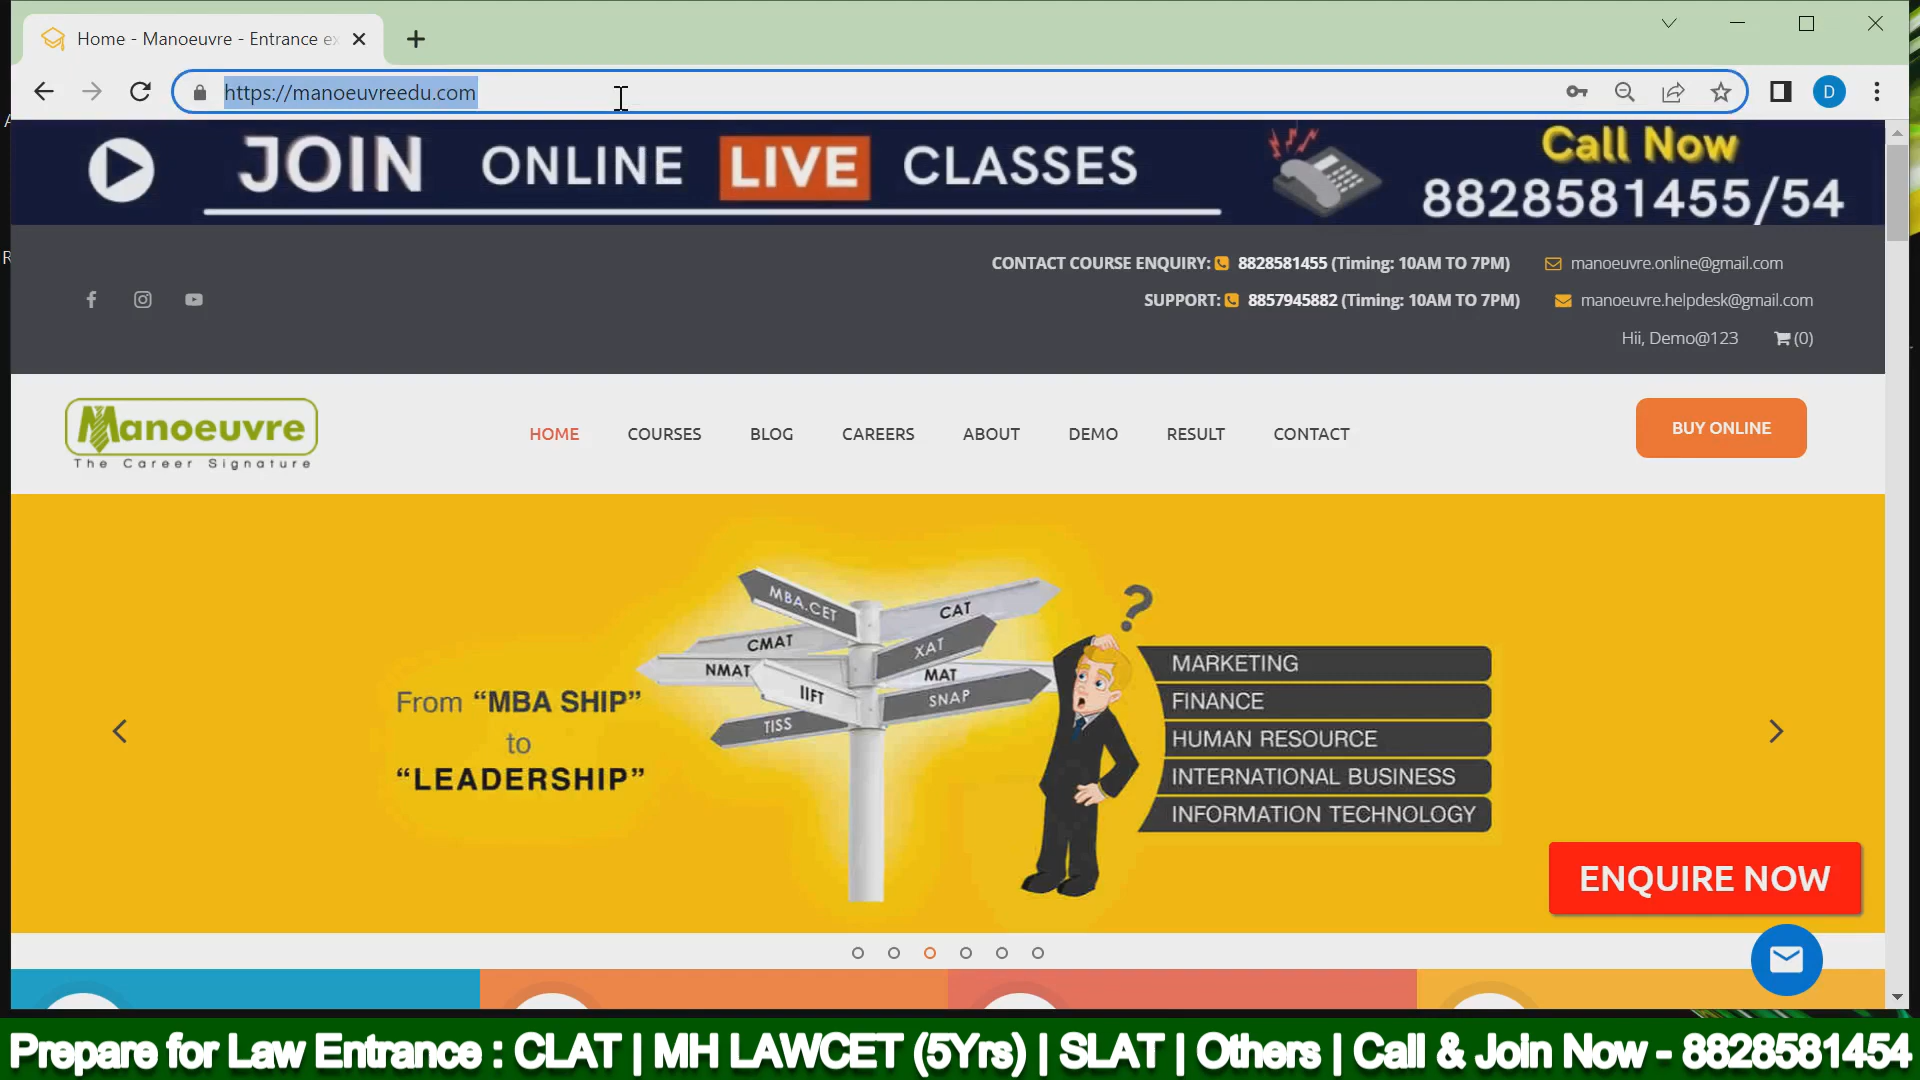 Home - Manoeuvre - Entrance ex
https://manoeuvreedu.com
D
JOIN ONLINE LIVE CLASSES
Call Now
8828581455/54
CONTACT COURSE ENQUIRY: 8828581455 (Timing: 10AM TO 7PM) manoeuvre.online@gmail.com
SUPPORT: 8857945882 (Timing: 10AM TO 7PM) manoeuvre.helpdesk@gmail.com
Hii, Demo@123 (0)
Manoeuvre
The Career Signature
HOME COURSES BLOG CAREERS ABOUT DEMO RESULT CONTACT
BUY ONLINE
From “MBA SHIP”
to
“LEADERSHIP”
MBA.CET
CAT
CMAT
XAT
NMAT
MAT
IIFT
SNAP
TISS
?
MARKETING
FINANCE
HUMAN RESOURCE
INTERNATIONAL BUSINESS
INFORMATION TECHNOLOGY
ENQUIRE NOW
Prepare for Law Entrance : CLAT | MH LAWCET (5Yrs) | SLAT | Others | Call & Join Now - 8828581454